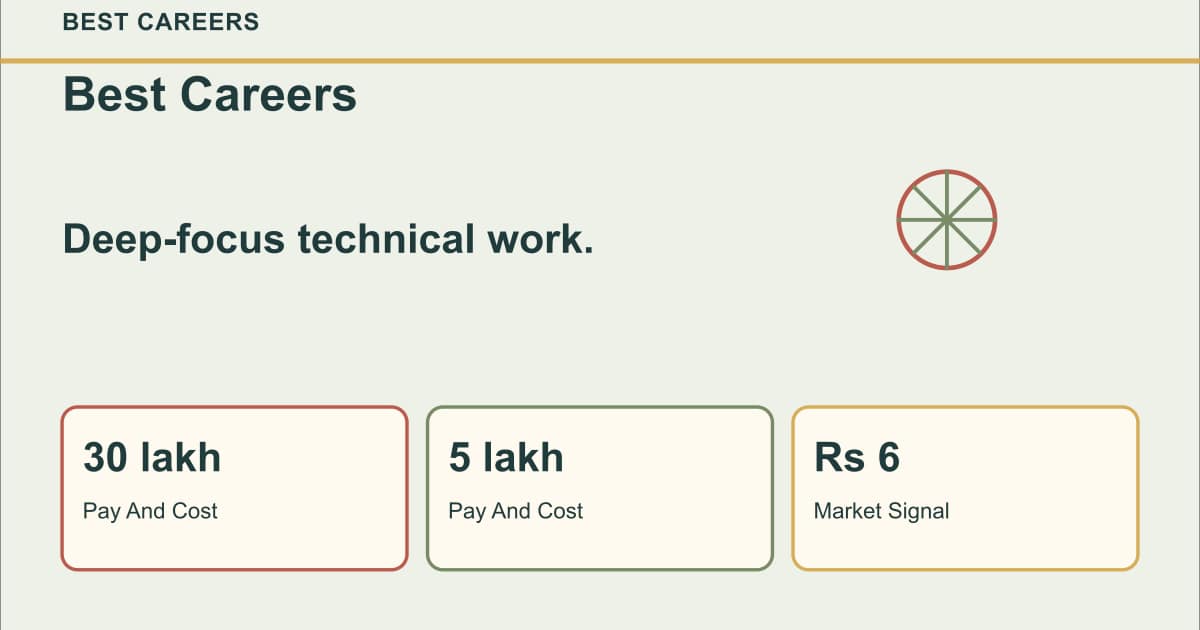 BEST CAREERS
Best Careers
Deep-focus technical work.
30 lakh
Pay And Cost
5 lakh
Pay And Cost
Rs 6
Market Signal